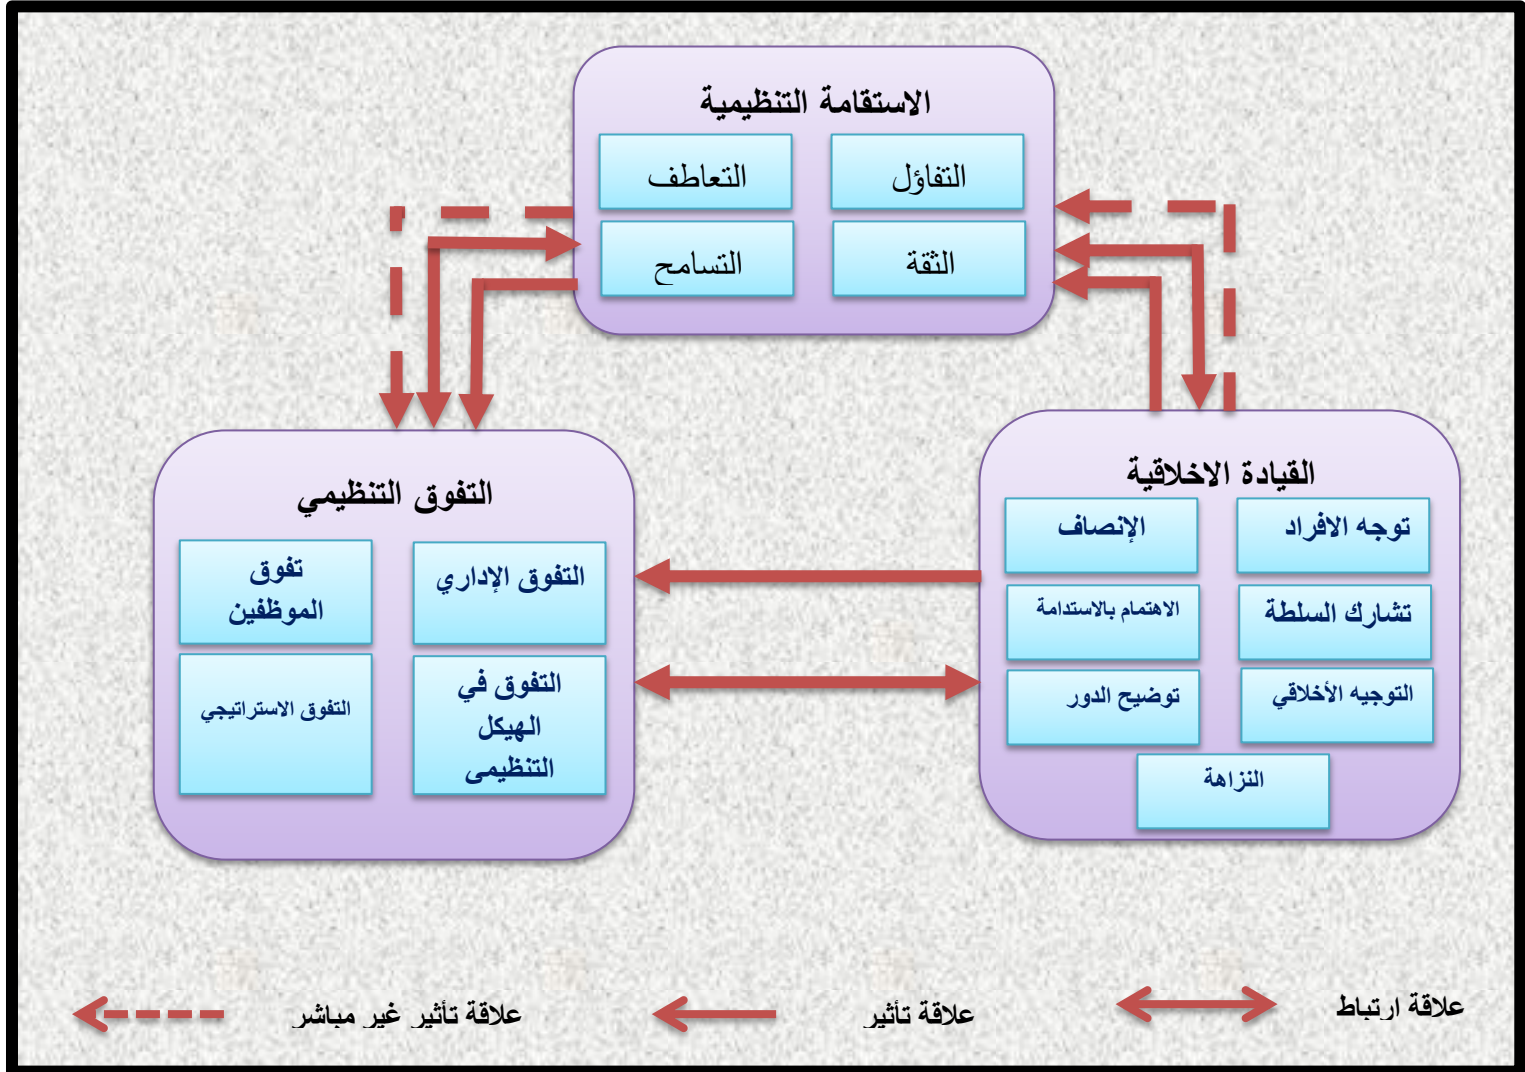 الاستقامة التنظيمية
التفاؤل
التعاطف
الثقة
التسامح
القيادة الاخلاقية
توجه الافراد
الإنصاف
تشارك السلطة
الاهتمام بالاستدامة
التوجيه الأخلاقي
توضيح الدور
النزاهة
التفوق التنظيمي
التفوق الإداري
تفوق
الموظفين
التفوق في
الهيكل
التنظيمي
التفوق الاستراتيجي
علاقة ارتباط
علاقة تأثير
علاقة تأثير غير مباشر